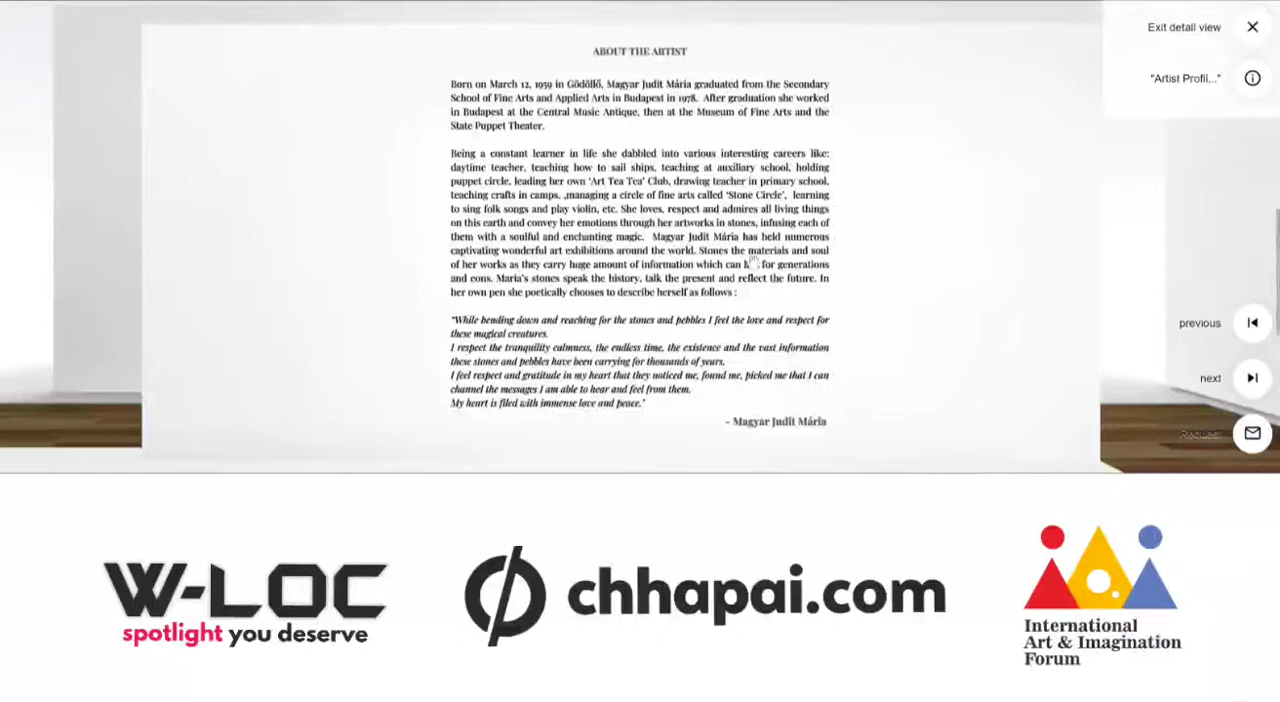 Exit detail view
"Artist Profil..."
ABOUT THE ARTIST
Born on March 12, 1959 in Gödöllő, Magyar Judit Mária graduated from the Secondary
School of Fine Arts and Applied Arts in Budapest in 1978. After graduation she worked
in Budapest at the Central Music Antique, then at the Museum of Fine Arts and the
State Puppet Theater.
Being a constant learner in life she dabbled into various interesting careers like:
daytime teacher, teaching how to sail ships, teaching at auxiliary school, holding
puppet circle, leading her own 'Art Tea Tea' Club, drawing teacher in primary school,
teaching crafts in camps, ,managing a circle of fine arts called 'Stone Circle', learning
to sing folk songs and play violin, etc. She loves, respect and admires all living things
on this earth and convey her emotions through her artworks in stones, infusing each of
them with a soulful and enchanting magic. Magyar Judit Mária has held numerous
captivating wonderful art exhibitions around the world. Stones the materials and soul
of her works as they carry huge amount of information which can for generations
and eons. Maria's stones speak the history, talk the present and reflect the future. In
her own pen she poetically chooses to describe herself as follows :
"While bending down and reaching for the stones and pebbles I feel the love and respect for
these magical creatures.
I respect the tranquility calmness, the endless time, the existence and the vast information
these stones and pebbles have been carrying for thousands of years.
I feel respect and gratitude in my heart that they noticed me, found me, picked me that I can
channel the messages I am able to hear and feel from them.
My heart is filed with immense love and peace."
- Magyar Judit Mária
previous
next
W-LOC
spotlight you deserve
chhapai.com
International
Art & Imagination
Forum